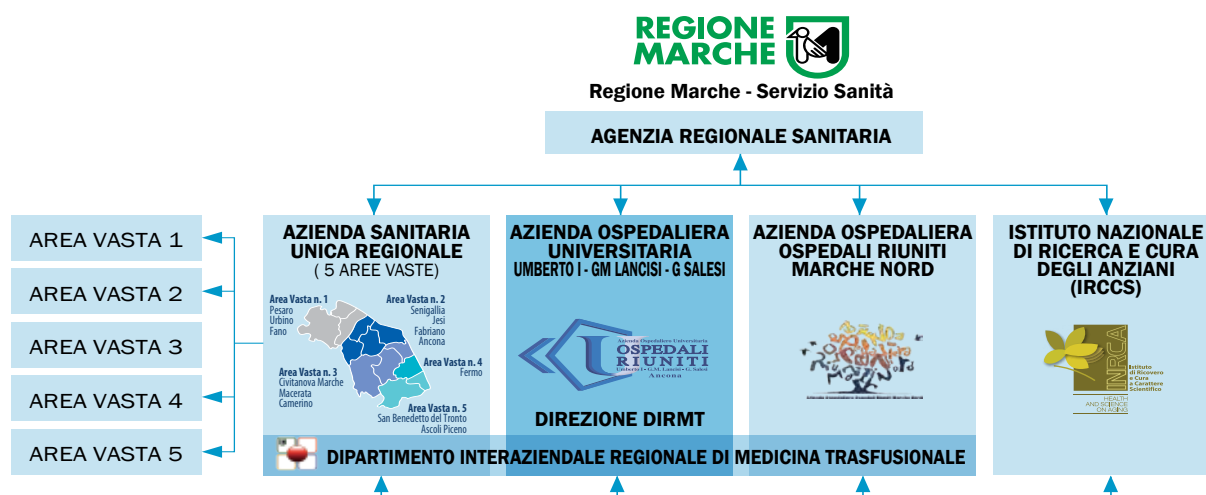 REGIONE
MARCHE
Regione Marche - Servizio Sanità
AGENZIA REGIONALE SANITARIA
AREA VASTA 1
AREA VASTA 2
AREA VASTA 3
AREA VASTA 4
AREA VASTA 5
AZIENDA SANITARIA
UNICA REGIONALE
( 5 AREE VASTE)
Area Vasta n. 1
Pesaro
Urbino
Fano
Area Vasta n. 2
Senigallia
Jesi
Fabriano
Ancona
Area Vasta n. 3
Civitanova Marche
Macerata
Camerino
Area Vasta n. 4
Fermo
Area Vasta n. 5
San Benedetto del Tronto
Ascoli Piceno
AZIENDA OSPEDALIERA
UNIVERSITARIA
UMBERTO I - GM LANCISI - G SALESI
Azienda Ospedaliero Universitaria
OSPEDALI
RIUNITI
Umberto I - G.M. Lancisi - G. Salesi
Ancona
DIREZIONE DIRMT
AZIENDA OSPEDALIERA
OSPEDALI RIUNITI
MARCHE NORD
ISTITUTO NAZIONALE
DI RICERCA E CURA
DEGLI ANZIANI
(IRCCS)
INRCA
Istituto
di Ricovero
e Cura
a Carattere
Scientifico
HEALTH
AND SCIENCE
ON AGING
DIPARTIMENTO INTERAZIENDALE REGIONALE DI MEDICINA TRASFUSIONALE